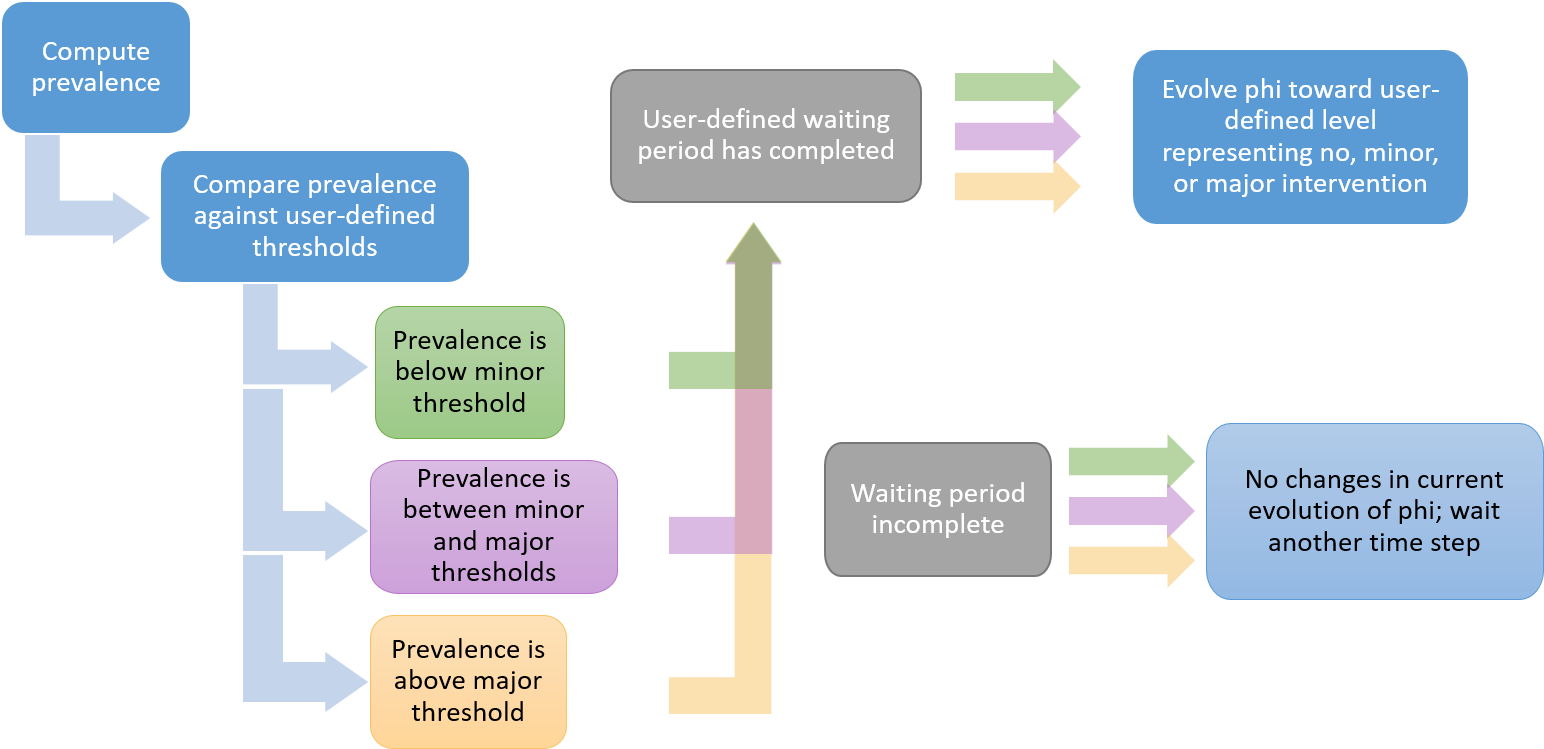 Compute
prevalence
Compare prevalence
against user-defined
thresholds
Prevalence is
below minor
threshold
Prevalence is
between minor
and major
thresholds
Prevalence is
above major
threshold
User-defined waiting
period has completed
Evolve phi toward user-
defined level
representing no, minor,
or major intervention
Waiting period
incomplete
No changes in current
evolution of phi; wait
another time step